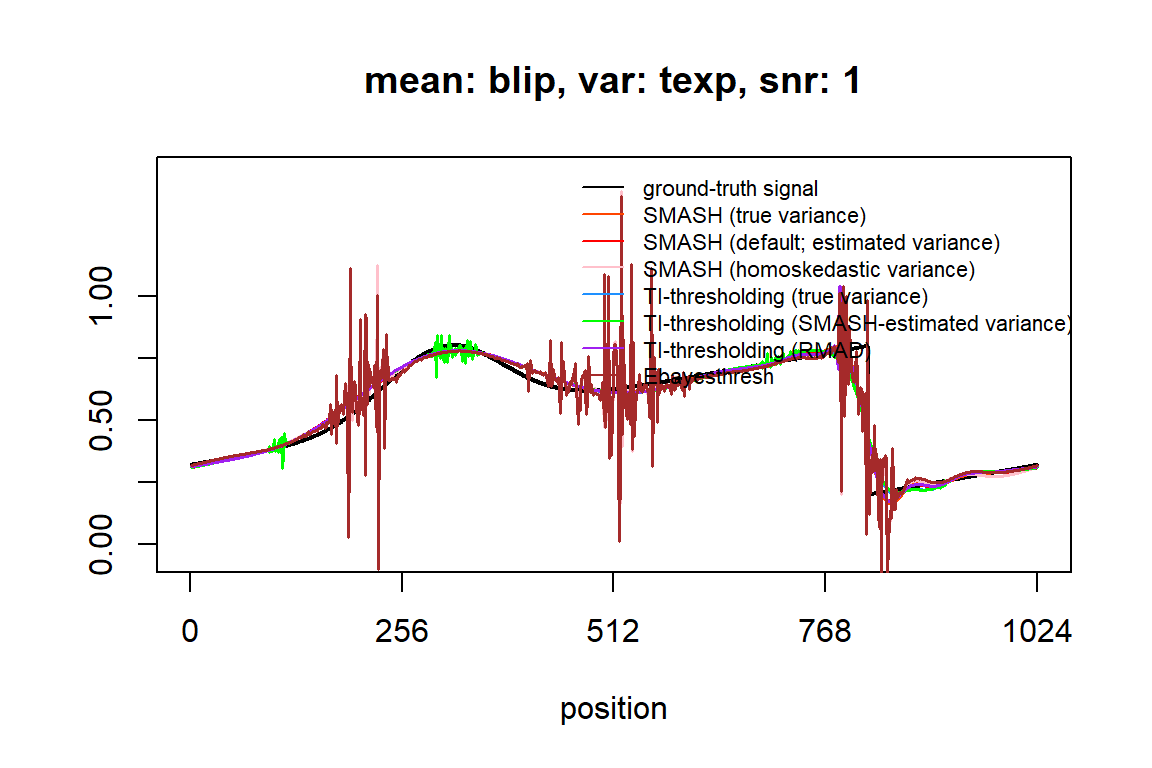 mean: blip, var: texp, snr: 1
ground-truth signal
SMASH (true variance)
SMASH (default; estimated variance)
SMASH (homoskedastic variance)
TI-thresholding (true variance)
TI-thresholding (SMASH-estimated variance)
TI-thresholding (RMAD)
Ebayesthresh
1.00
0.50
0.00
0 256 512 768 1024
position